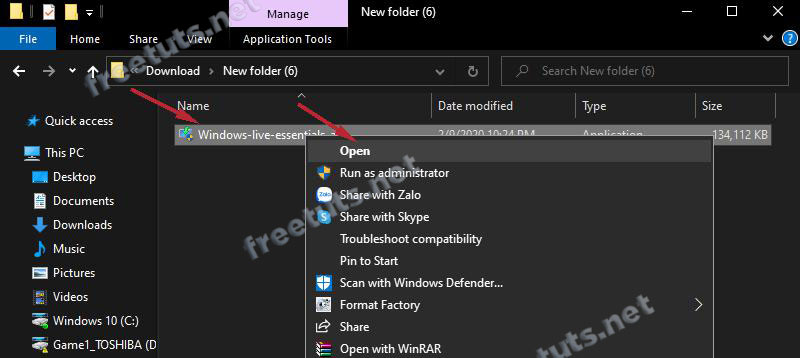 Manage
New folder (6)
File
Home
Share
View
Application Tools
Download
New folder (6)
Search New folder (6)
Name
Date modified
Type
Size
Quick access
This PC
Desktop
Documents
Downloads
Music
Pictures
Videos
Windows 10 (C:)
Game1_TOSHIBA (D
Windows-live-essentials
2/9/2020 10:24 PM
Application
134,112 KB
Open
Run as administrator
Share with Zalo
Share with Skype
Troubleshoot compatibility
Pin to Start
Scan with Windows Defender...
Format Factory
Share
Open with WinRAR
Zalo
freetuts.net
freetuts.net
freetuts.net